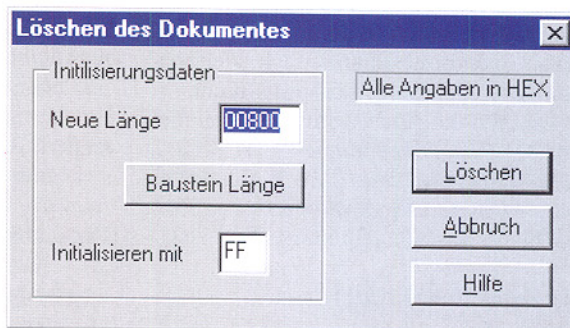 Löschen des Dokumentes
Initilisierungsdaten
Neue Länge 00800
Baustein Länge
Initialisieren mit FF
Alle Angaben in HEX
Löschen
Abbruch
Hilfe